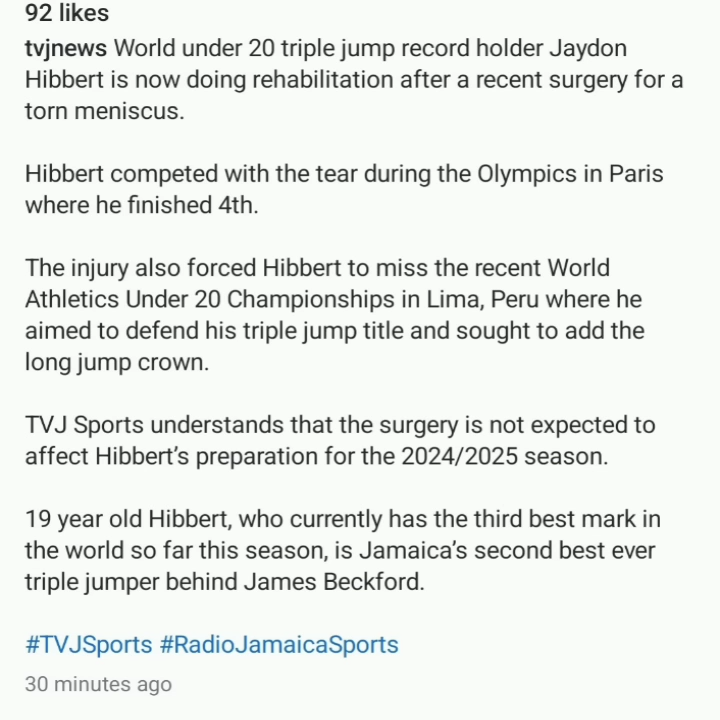 92 likes
tvjnews World under 20 triple jump record holder Jaydon
Hibbert is now doing rehabilitation after a recent surgery for a
torn meniscus.
Hibbert competed with the tear during the Olympics in Paris
where he finished 4th.
The injury also forced Hibbert to miss the recent World
Athletics Under 20 Championships in Lima, Peru where he
aimed to defend his triple jump title and sought to add the
long jump crown.
TVJ Sports understands that the surgery is not expected to
affect Hibbert’s preparation for the 2024/2025 season.
19 year old Hibbert, who currently has the third best mark in
the world so far this season, is Jamaica’s second best ever
triple jumper behind James Beckford.
#TVJSports #RadioJamaicaSports
30 minutes ago